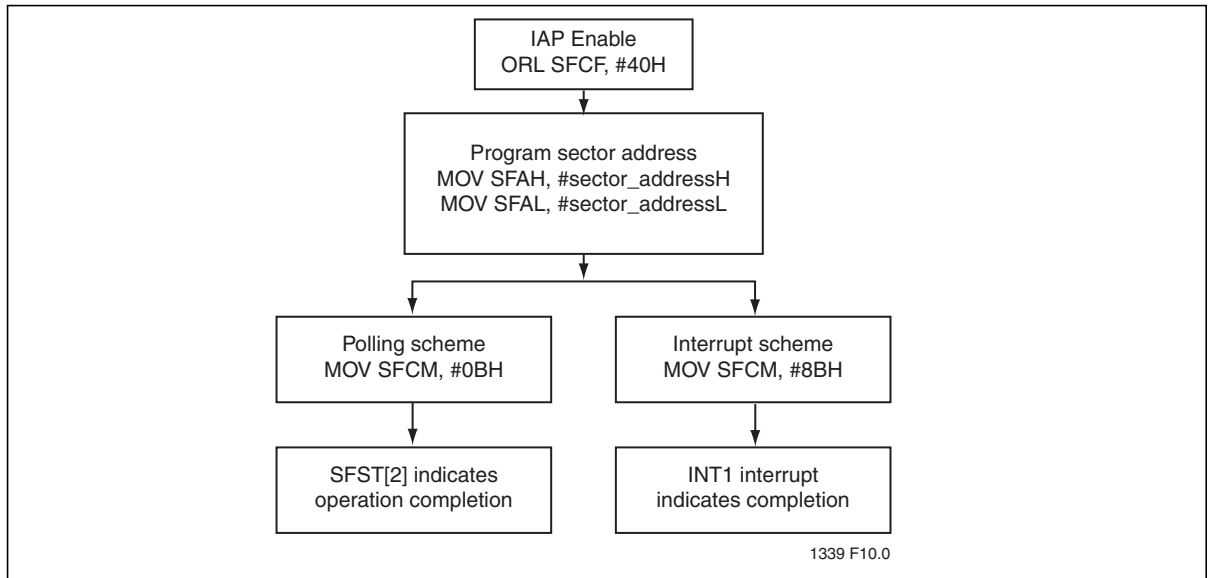 IAP Enable
ORL SFCF, #40H
Program sector address
MOV SFAH, #sector_addressH
MOV SFAL, #sector_addressL
Polling scheme
MOV SFCM, #0BH
Interrupt scheme
MOV SFCM, #8BH
SFST[2] indicates
operation completion
INT1 interrupt
indicates completion
1339 F10.0